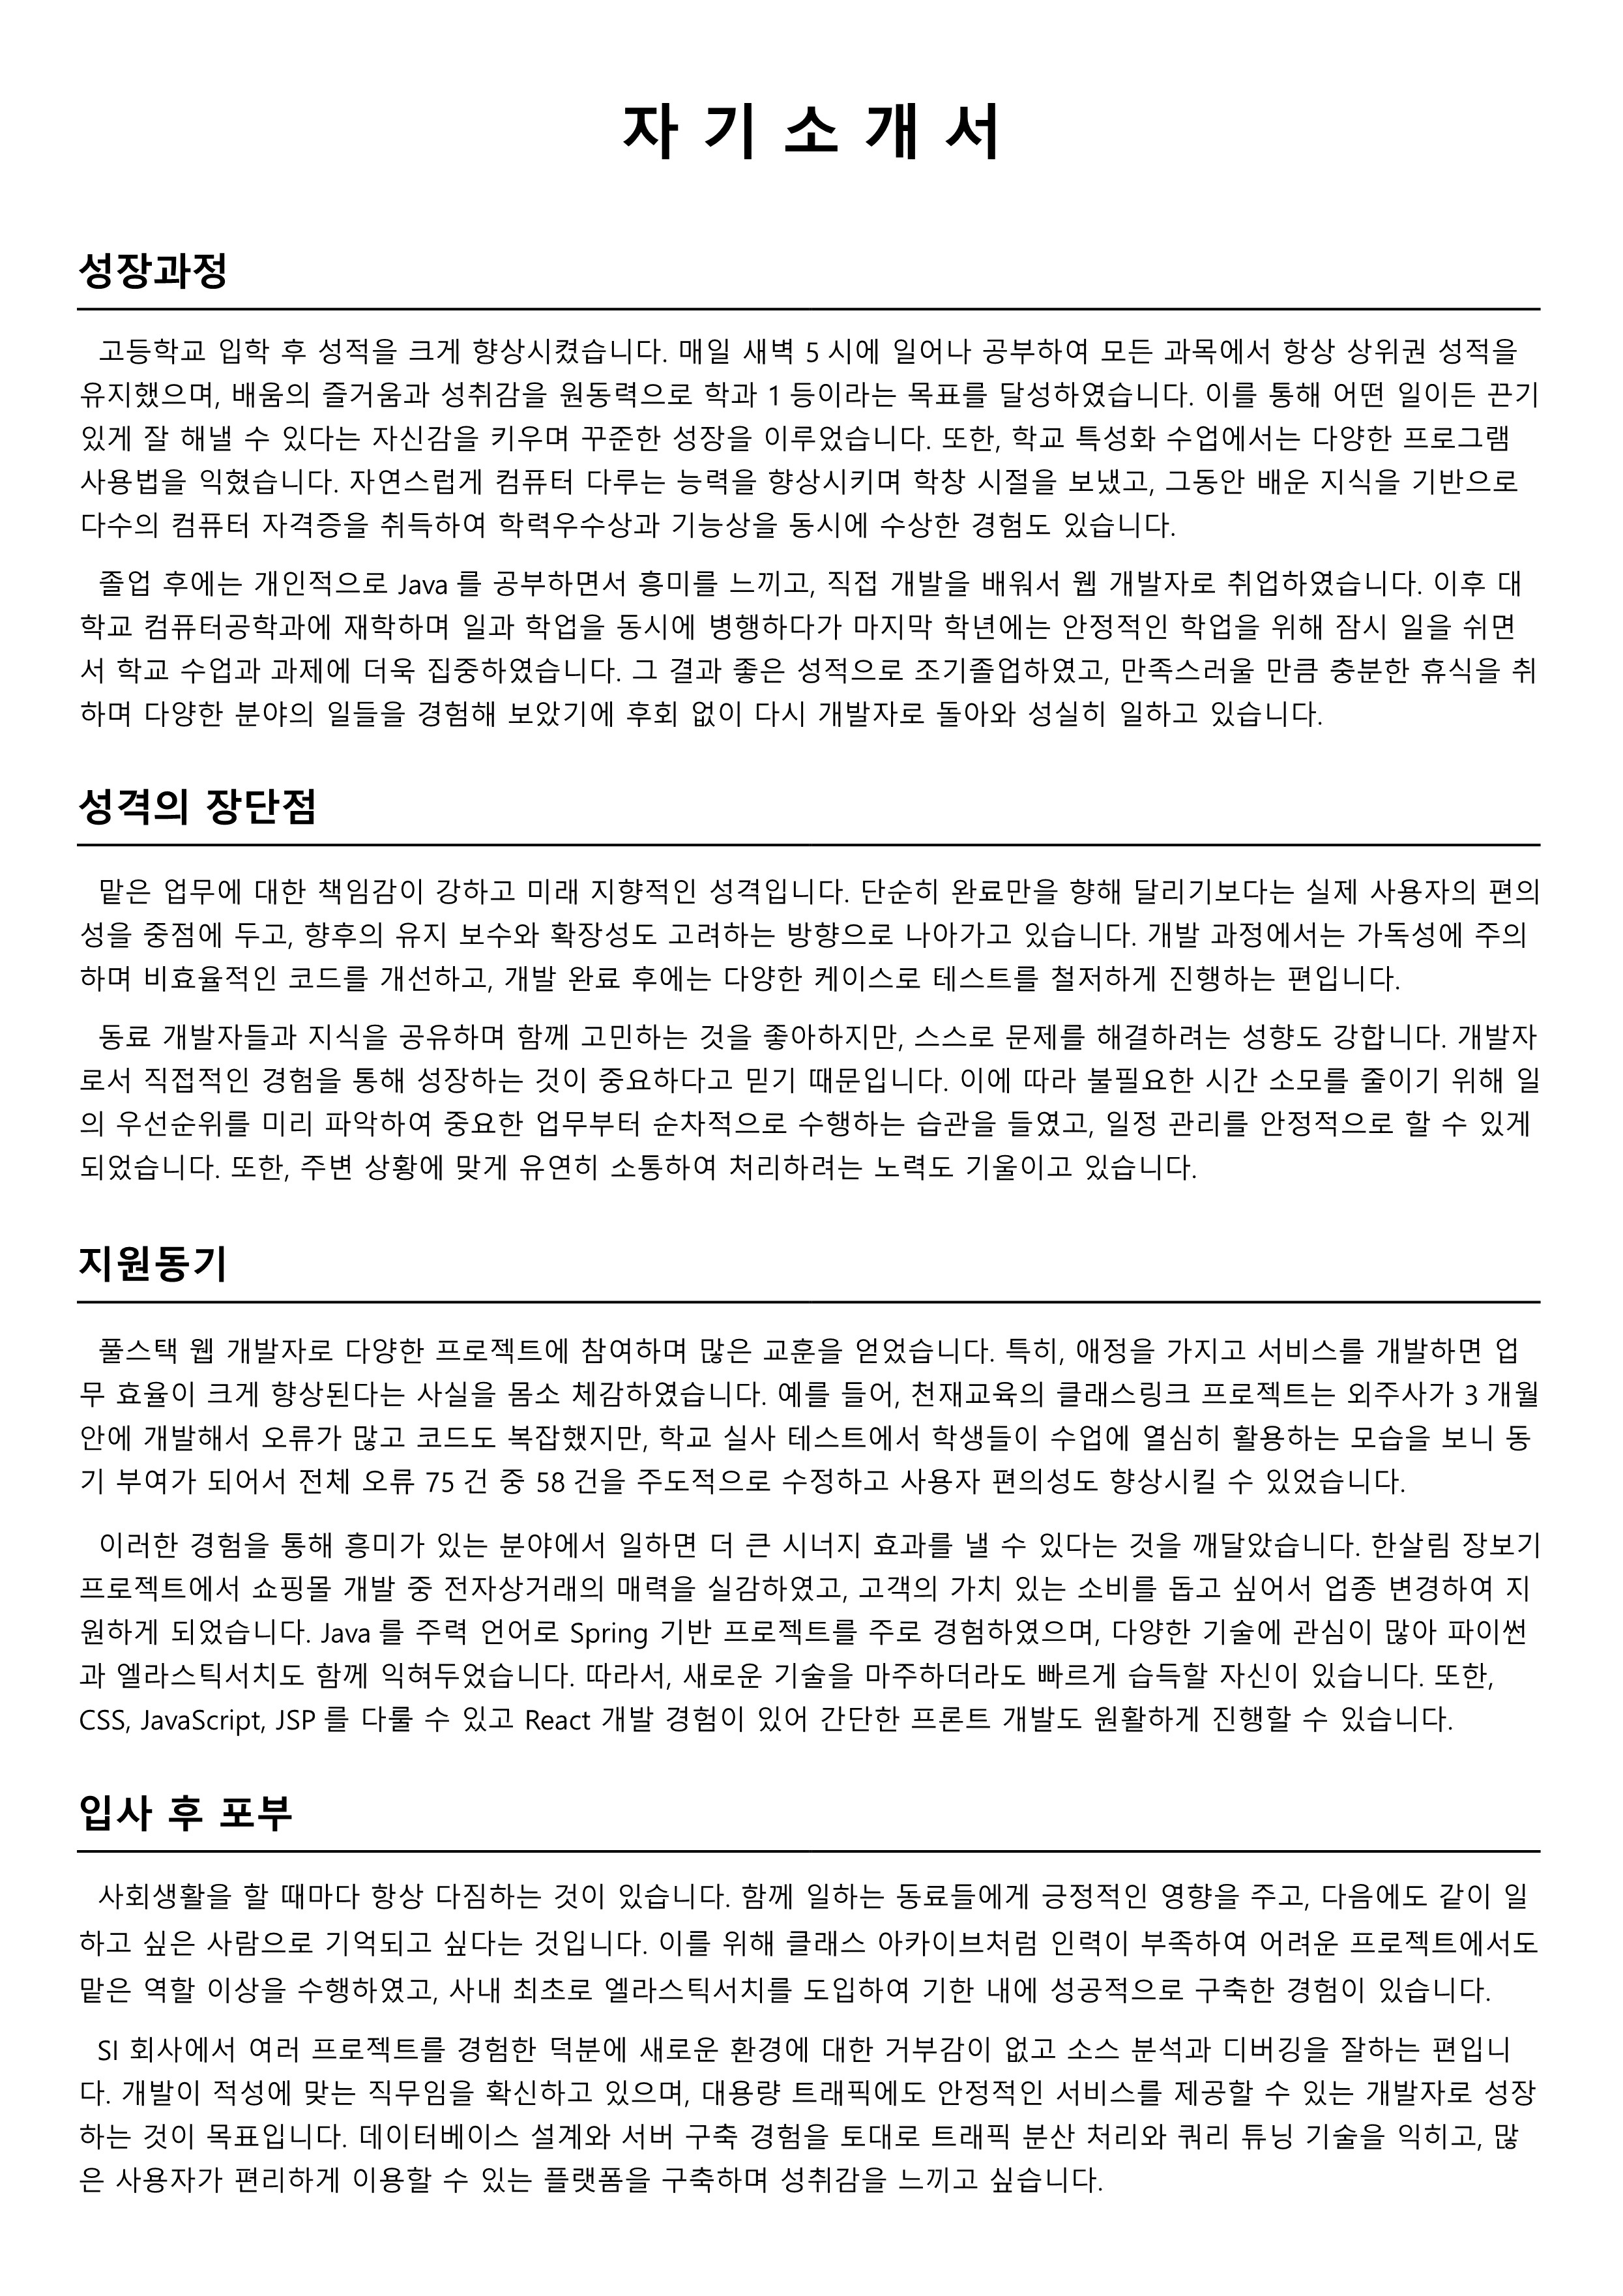 자 기 소 개 서
성장과정
고등학교 입학 후 성적을 크게 향상시켰습니다. 매일 새벽 5시에 일어나 공부하여 모든 과목에서 항상 상위권 성적을
유지했으며, 배움의 즐거움과 성취감을 원동력으로 학과 1등이라는 목표를 달성하였습니다. 이를 통해 어떤 일이든 끈기
있게 잘 해낼 수 있다는 자신감을 키우며 꾸준한 성장을 이루었습니다. 또한, 학교 특성화 수업에서는 다양한 프로그램
사용법을 익혔습니다. 자연스럽게 컴퓨터 다루는 능력을 향상시키며 학창 시절을 보냈고, 그동안 배운 지식을 기반으로
다수의 컴퓨터 자격증을 취득하여 학력우수상과 기능상을 동시에 수상한 경험도 있습니다.
졸업 후에는 개인적으로 Java를 공부하면서 흥미를 느끼고, 직접 개발을 배워서 웹 개발자로 취업하였습니다. 이후 대
학교 컴퓨터공학과에 재학하며 일과 학업을 동시에 병행하다가 마지막 학년에는 안정적인 학업을 위해 잠시 일을 쉬면
서 학교 수업과 과제에 더욱 집중하였습니다. 그 결과 좋은 성적으로 조기졸업하였고, 만족스러울 만큼 충분한 휴식을 취
하며 다양한 분야의 일들을 경험해 보았기에 후회 없이 다시 개발자로 돌아와 성실히 일하고 있습니다.
성격의 장단점
맡은 업무에 대한 책임감이 강하고 미래 지향적인 성격입니다. 단순히 완료만을 향해 달리기보다는 실제 사용자의 편의
성을 중점에 두고, 향후의 유지 보수와 확장성도 고려하는 방향으로 나아가고 있습니다. 개발 과정에서는 가독성에 주의
하며 비효율적인 코드를 개선하고, 개발 완료 후에는 다양한 케이스로 테스트를 철저하게 진행하는 편입니다.
동료 개발자들과 지식을 공유하며 함께 고민하는 것을 좋아하지만, 스스로 문제를 해결하려는 성향도 강합니다. 개발자
로서 직접적인 경험을 통해 성장하는 것이 중요하다고 믿기 때문입니다. 이에 따라 불필요한 시간 소모를 줄이기 위해 일
의 우선순위를 미리 파악하여 중요한 업무부터 순차적으로 수행하는 습관을 들였고, 일정 관리를 안정적으로 할 수 있게
되었습니다. 또한, 주변 상황에 맞게 유연히 소통하여 처리하려는 노력도 기울이고 있습니다.
지원동기
풀스택 웹 개발자로 다양한 프로젝트에 참여하며 많은 교훈을 얻었습니다. 특히, 애정을 가지고 서비스를 개발하면 업
무 효율이 크게 향상된다는 사실을 몸소 체감하였습니다. 예를 들어, 천재교육의 클래스링크 프로젝트는 외주사가 3개월
안에 개발해서 오류가 많고 코드도 복잡했지만, 학교 실사 테스트에서 학생들이 수업에 열심히 활용하는 모습을 보니 동
기 부여가 되어서 전체 오류 75건 중 58건을 주도적으로 수정하고 사용자 편의성도 향상시킬 수 있었습니다.
이러한 경험을 통해 흥미가 있는 분야에서 일하면 더 큰 시너지 효과를 낼 수 있다는 것을 깨달았습니다. 한살림 장보기
프로젝트에서 쇼핑몰 개발 중 전자상거래의 매력을 실감하였고, 고객의 가치 있는 소비를 돕고 싶어서 업종 변경하여 지
원하게 되었습니다. Java를 주력 언어로 Spring 기반 프로젝트를 주로 경험하였으며, 다양한 기술에 관심이 많아 파이썬
과 엘라스틱서치도 함께 익혀두었습니다. 따라서, 새로운 기술을 마주하더라도 빠르게 습득할 자신이 있습니다. 또한,
CSS, JavaScript, JSP를 다룰 수 있고 React 개발 경험이 있어 간단한 프론트 개발도 원활하게 진행할 수 있습니다.
입사 후 포부
사회생활을 할 때마다 항상 다짐하는 것이 있습니다. 함께 일하는 동료들에게 긍정적인 영향을 주고, 다음에도 같이 일
하고 싶은 사람으로 기억되고 싶다는 것입니다. 이를 위해 클래스 아카이브처럼 인력이 부족하여 어려운 프로젝트에서도
맡은 역할 이상을 수행하였고, 사내 최초로 엘라스틱서치를 도입하여 기한 내에 성공적으로 구축한 경험이 있습니다.
SI 회사에서 여러 프로젝트를 경험한 덕분에 새로운 환경에 대한 거부감이 없고 소스 분석과 디버깅을 잘하는 편입니
다. 개발이 적성에 맞는 직무임을 확신하고 있으며, 대용량 트래픽에도 안정적인 서비스를 제공할 수 있는 개발자로 성장
하는 것이 목표입니다. 데이터베이스 설계와 서버 구축 경험을 토대로 트래픽 분산 처리와 쿼리 튜닝 기술을 익히고, 많
은 사용자가 편리하게 이용할 수 있는 플랫폼을 구축하며 성취감을 느끼고 싶습니다.